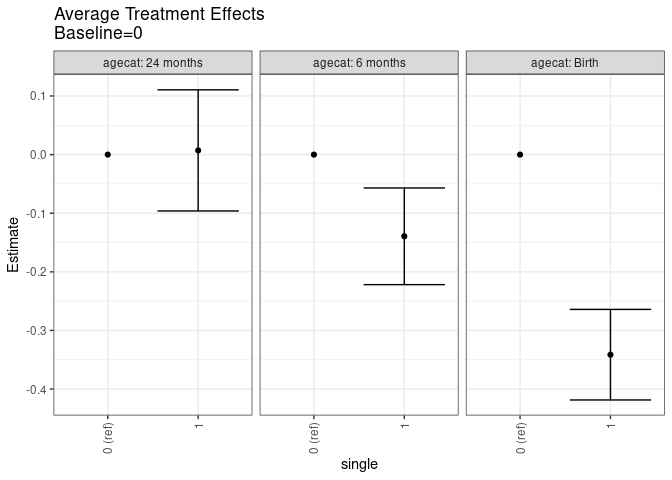 Average Treatment Effects
Baseline=0
agecat: 24 months
agecat: 6 months
agecat: Birth
0.1
0.0
-0.1
-0.2
-0.3
-0.4
Estimate
0 (ref)
1
0 (ref)
1
0 (ref)
1
single